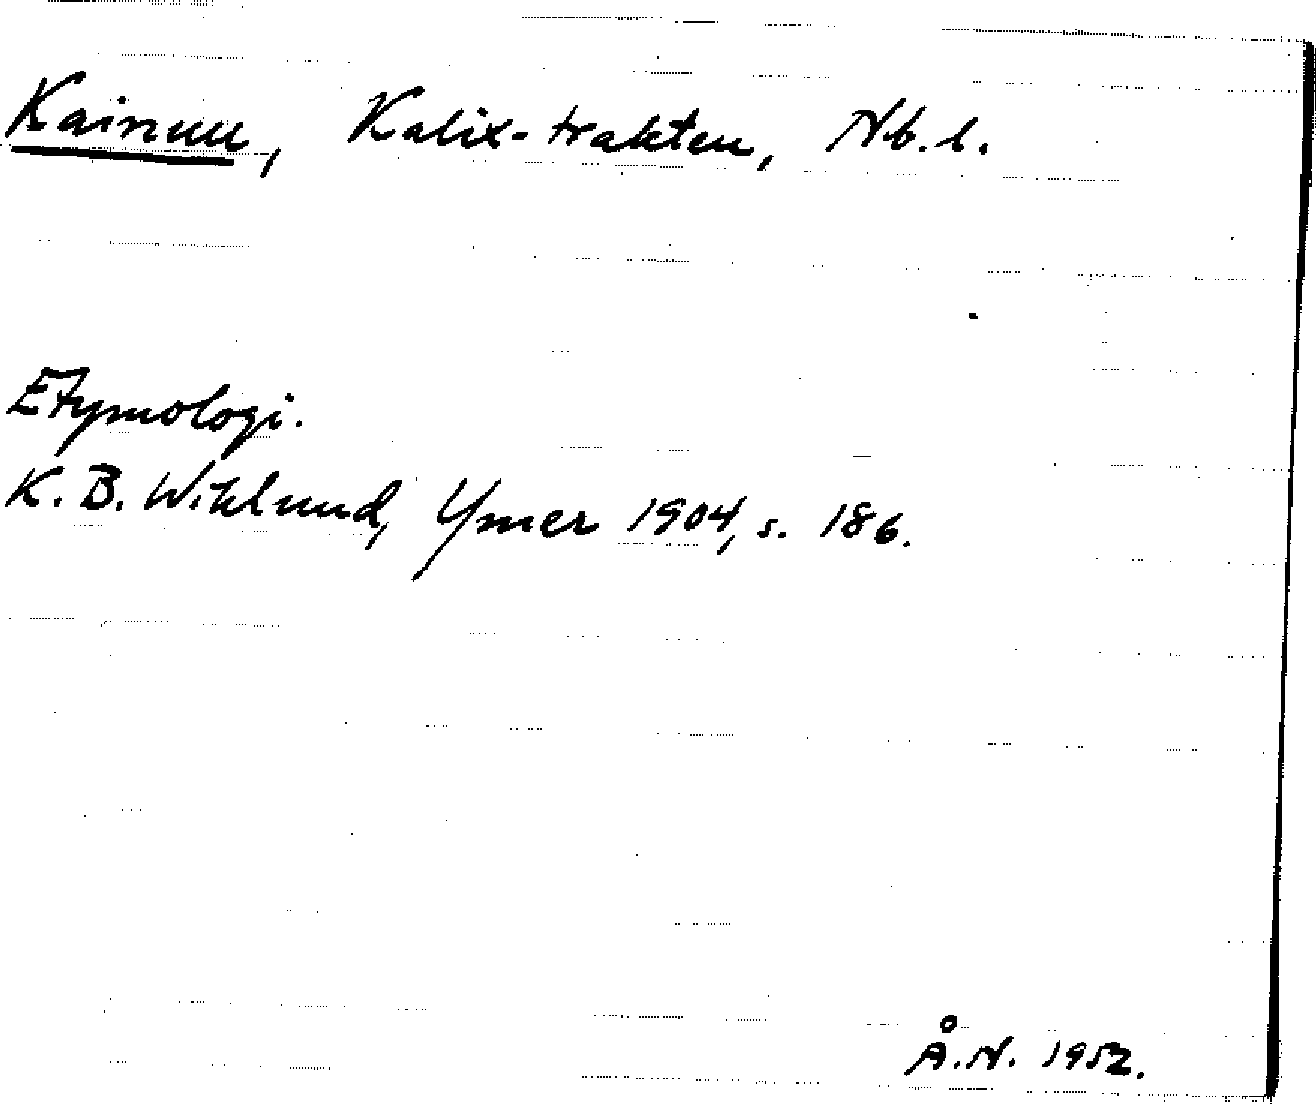 Kainuu, Kalix-trakten, Nb.l.
Etymologi.
K. B. Wiklund, Ymer 1904, s. 186.
Å.N. 1952.